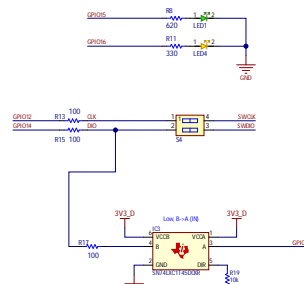 R8
GPIO15 620 1 2 LED1
R11
GPIO16 330 1 2 LED4
GND
100
GPIO12 R13 CLK 1 4 SWCLK
GPIO14 DIO 2 3 SWDIO
R15 100 S4
Low, B->A (IN)
3V3_D IC3 3V3_D
6 VCCB VCCA 1
R17 4 B A 3 GPIO
100
2 GND DIR 5
SN74LXC1T45DCKR R19
10k